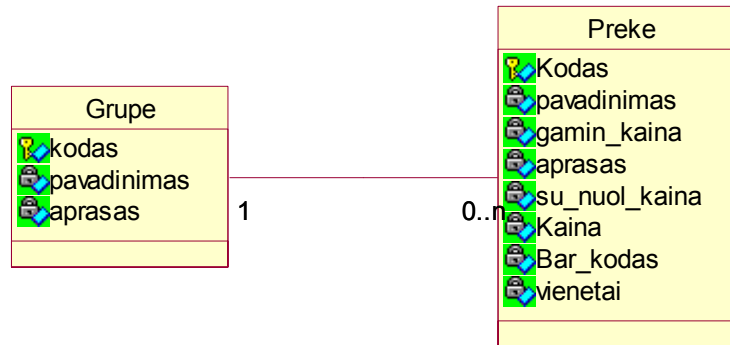 Grupe
kodas
pavadinimas
aprasas
1
0..n
Preke
Kodas
pavadinimas
gamin_kaina
aprasas
su_nuol_kaina
Kaina
Bar_kodas
vienetai